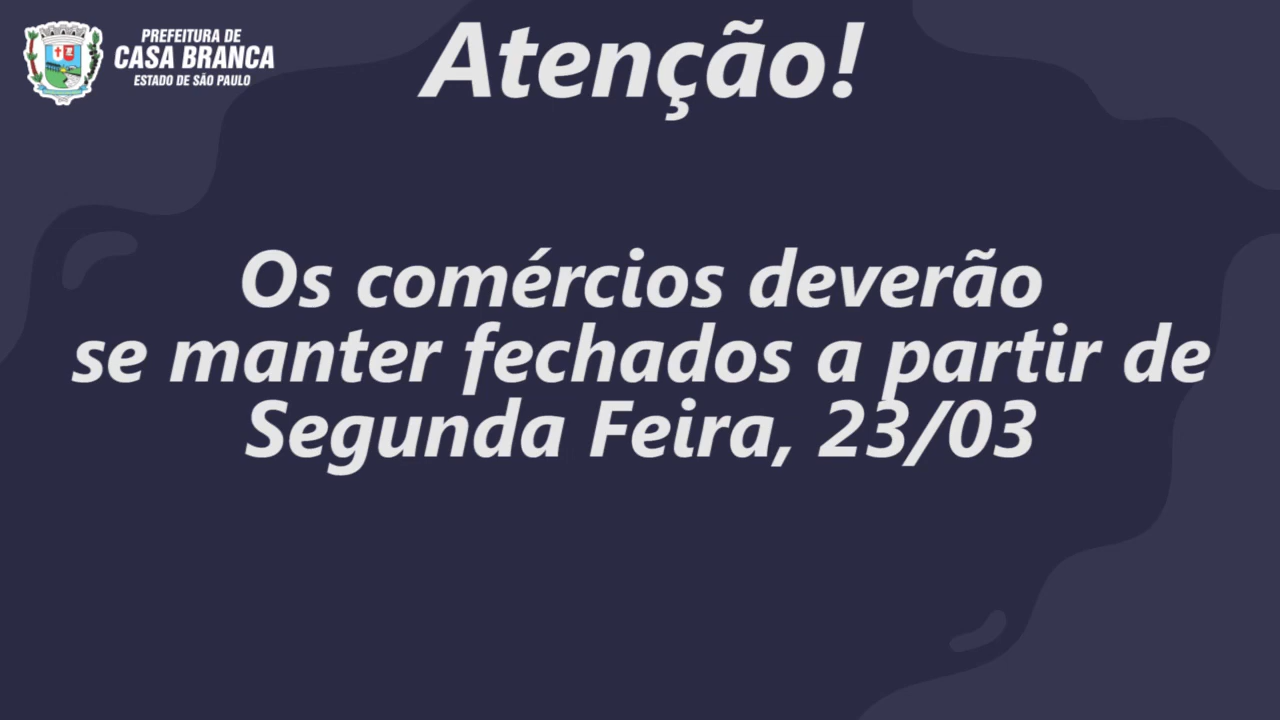 PREFEITURA DE
CASA BRANCA
ESTADO DE SÃO PAULO
Atenção!
Os comércios deverão
se manter fechados a partir de
Segunda Feira, 23/03